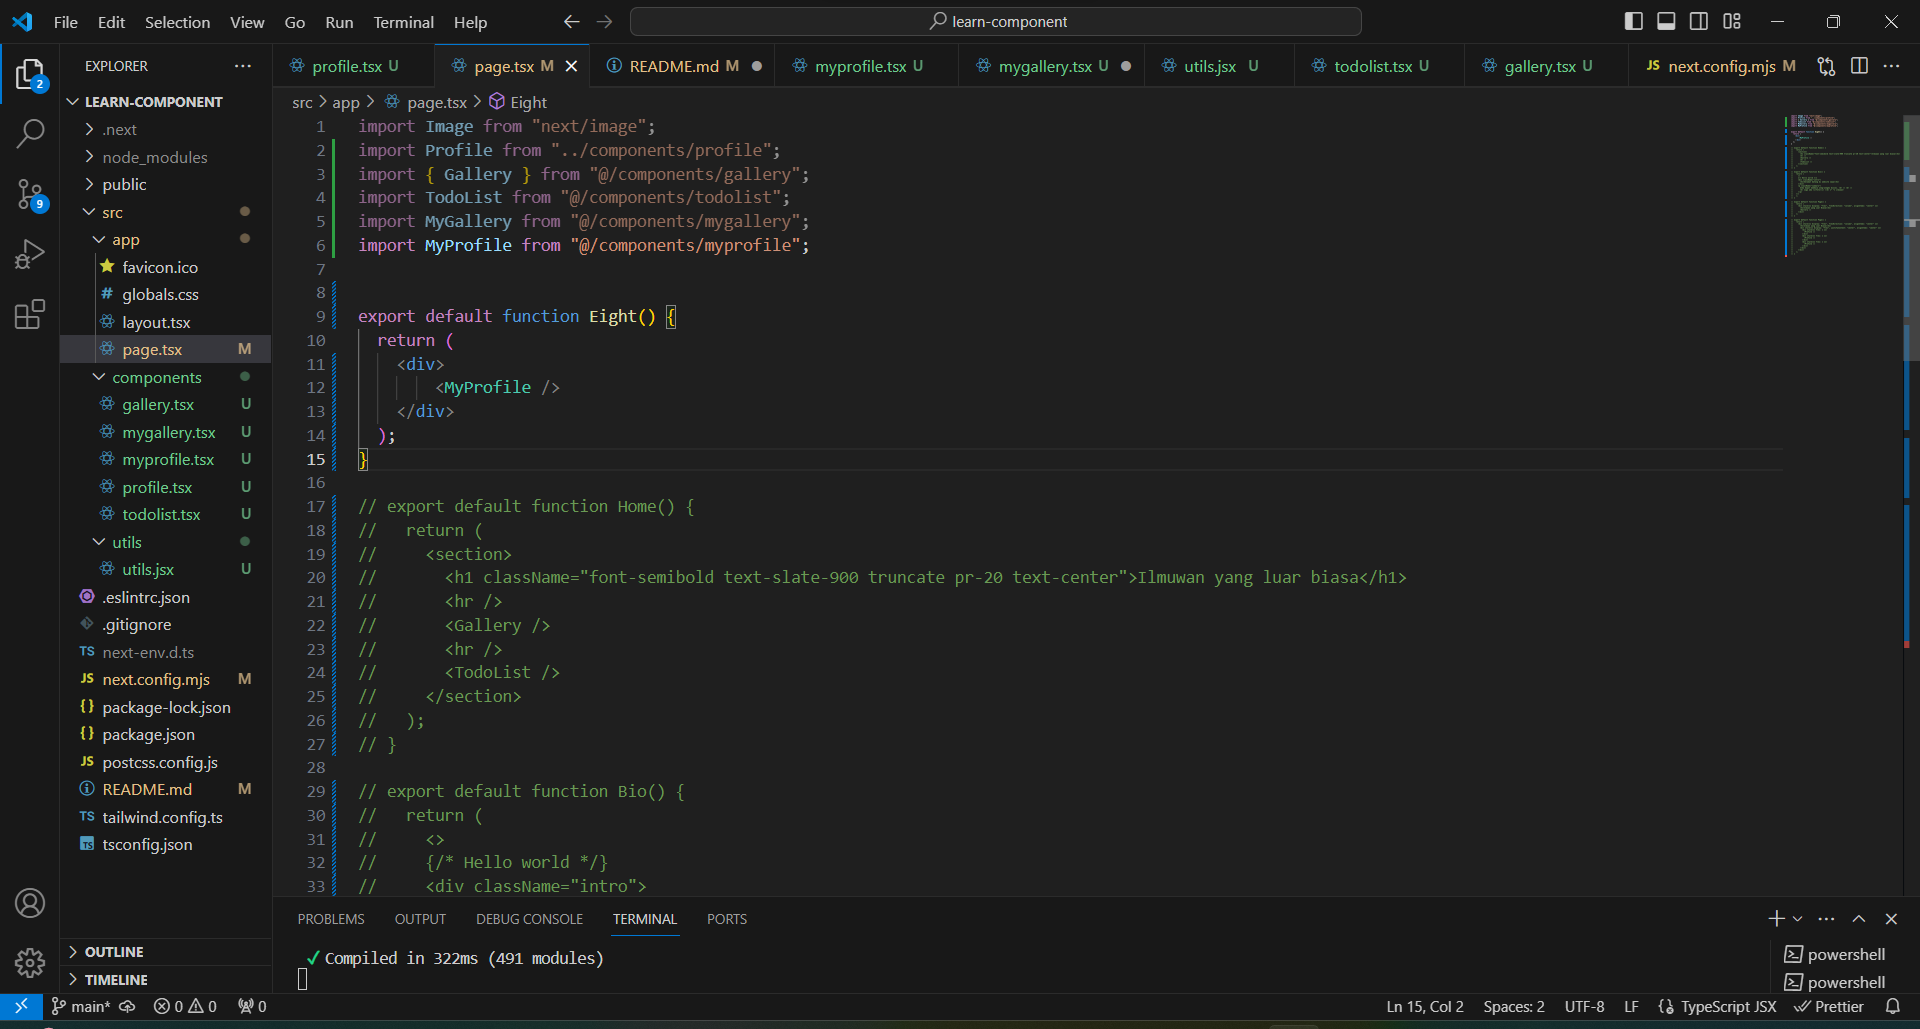 File Edit Selection View Go Run Terminal Help
learn-component
EXPLORER
profile.tsx U
page.tsx M
README.md M
myprofile.tsx U
mygallery.tsx U
utils.jsx U
todolist.tsx U
gallery.tsx U
JS next.config.mjs M
2
9
LEARN-COMPONENT
.next
node_modules
public
src
app
favicon.ico
# globals.css
layout.tsx
page.tsx M
components
gallery.tsx U
mygallery.tsx U
myprofile.tsx U
profile.tsx U
todolist.tsx U
utils
utils.jsx U
.eslintrc.json
.gitignore
TS next-env.d.ts
JS next.config.mjs M
{} package-lock.json
{} package.json
JS postcss.config.js
README.md M
TS tailwind.config.ts
TS tsconfig.json
OUTLINE
TIMELINE
src > app > page.tsx > Eight
1 import Image from "next/image";
2 import Profile from "../components/profile";
3 import { Gallery } from "@/components/gallery";
4 import TodoList from "@/components/todolist";
5 import MyGallery from "@/components/mygallery";
6 import MyProfile from "@/components/myprofile";
7
8
9 export default function Eight() {
10 return (
11 <div>
12 <MyProfile />
13 </div>
14 );
15 }
16
17 // export default function Home() {
18 // return (
19 // <section>
20 // <h1 className="font-semibold text-slate-900 truncate pr-20 text-center">Ilmuwan yang luar biasa</h1>
21 // <hr />
22 // <Gallery />
23 // <hr />
24 // <TodoList />
25 // </section>
26 // );
27 // }
28
29 // export default function Bio() {
30 // return (
31 // <>
32 // {/* Hello world */}
33 // <div className="intro">
PROBLEMS OUTPUT DEBUG CONSOLE TERMINAL PORTS
✓ Compiled in 322ms (491 modules)
powershell
powershell
main* 0 0 0
Ln 15, Col 2 Spaces: 2 UTF-8 LF {} TypeScript JSX Prettier